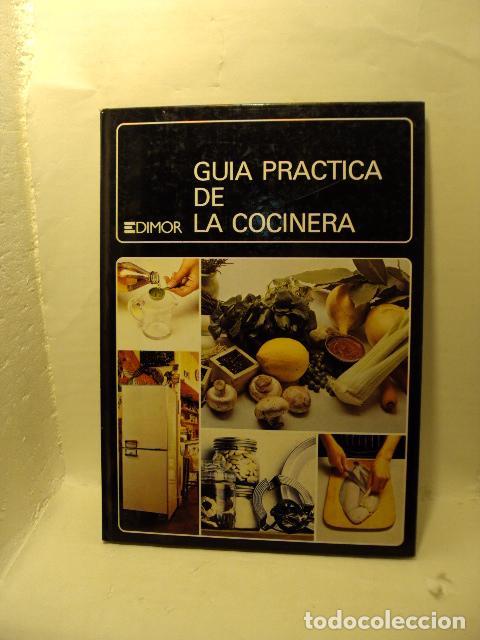 GUIA PRACTICA
DE
LA COCINERA
EDIMOR
todocoleccion